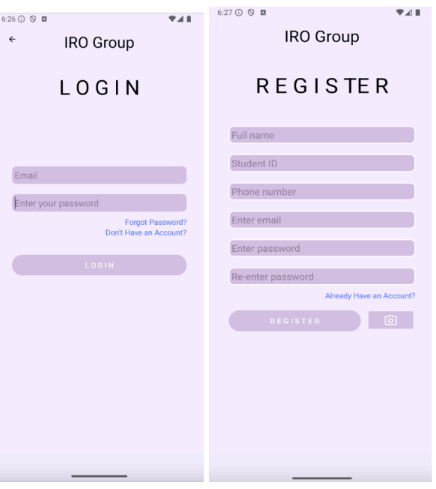 6:26
IRO Group
LOGIN
Email
Enter your password
Forgot Password?
Don't Have an Account?
LOGIN
6:27
IRO Group
REGISTER
Full name
Student ID
Phone number
Enter email
Enter password
Re-enter password
Already Have an Account?
REGISTER